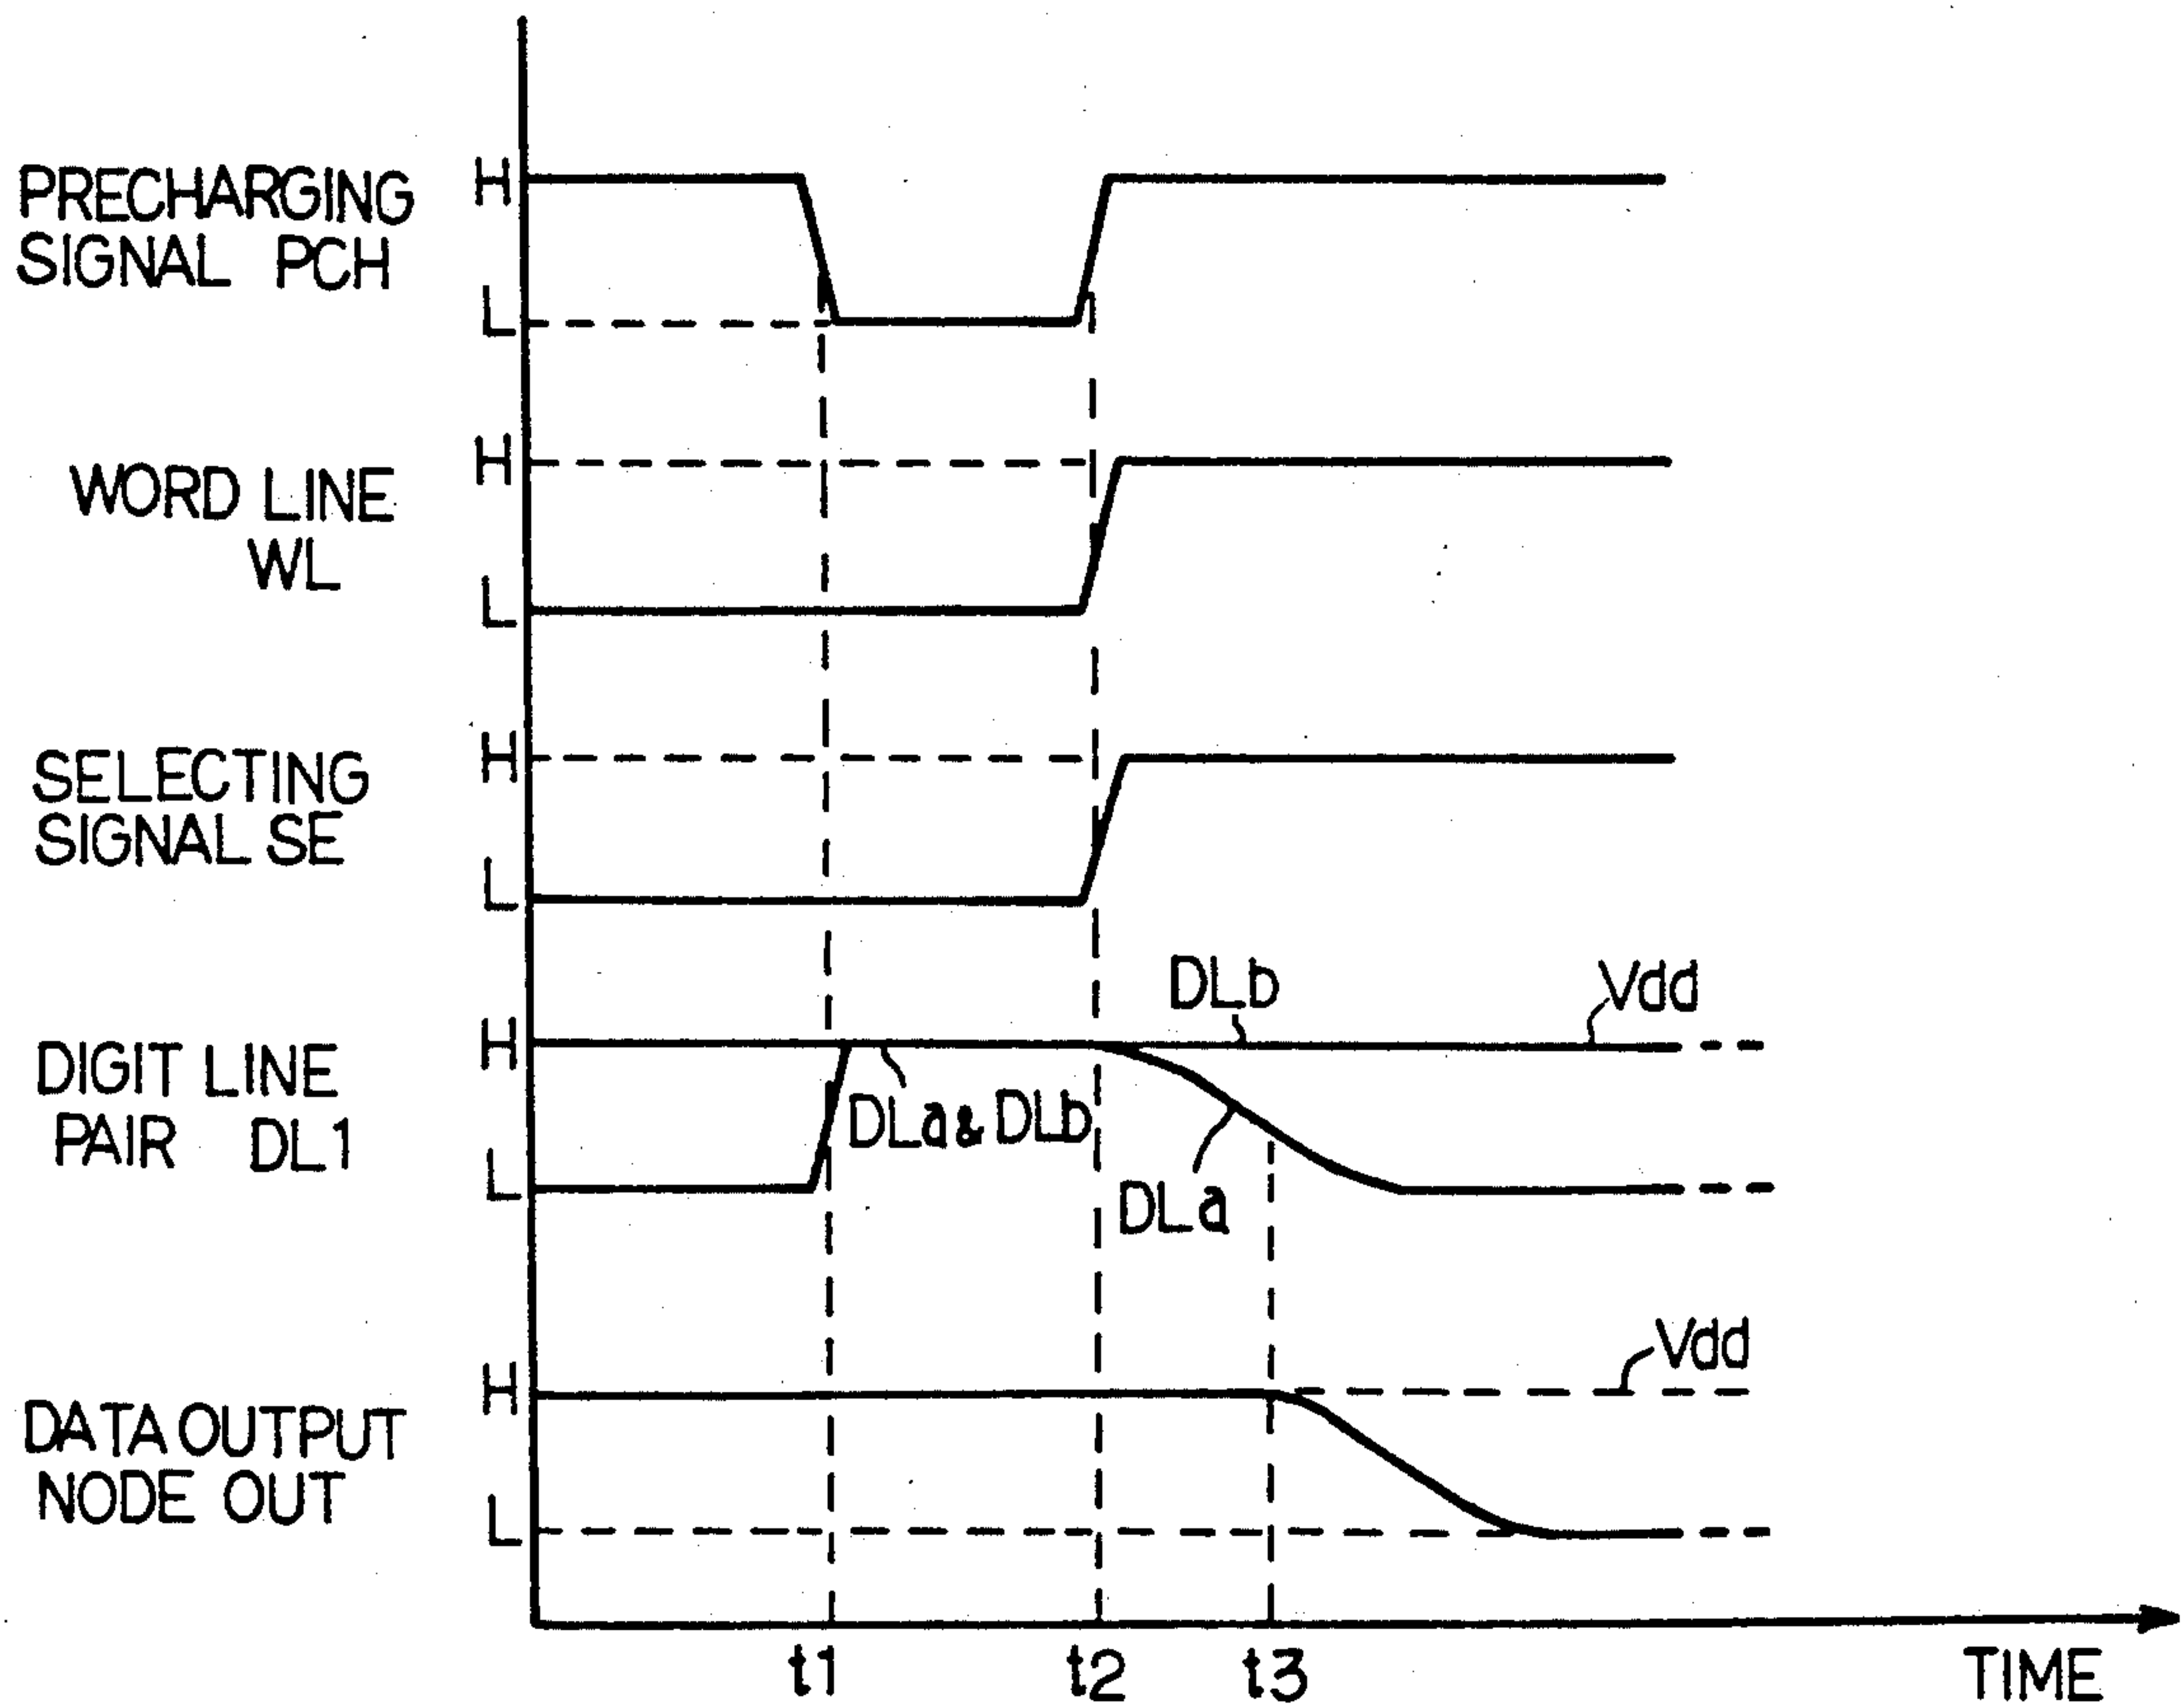 PRECHARGING
SIGNAL PCH
H
L
WORD LINE
WL
H
L
SELECTING
SIGNAL SE
H
L
DLb
Vdd
DIGIT LINE
PAIR DL1
H
L
DLa & DLb
DLa
Vdd
DATA OUTPUT
NODE OUT
H
L
t1 t2 t3 TIME